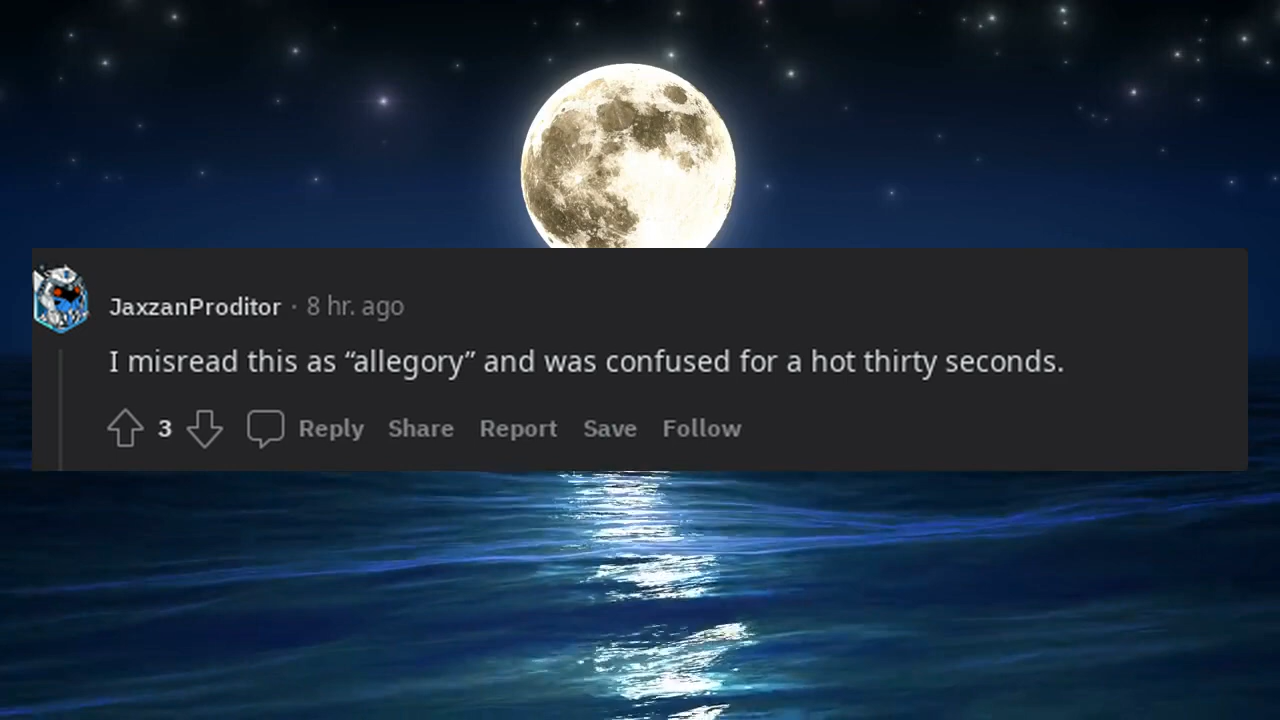 JaxzanProditor · 8 hr. ago
I misread this as “allegory” and was confused for a hot thirty seconds.
3 Reply Share Report Save Follow